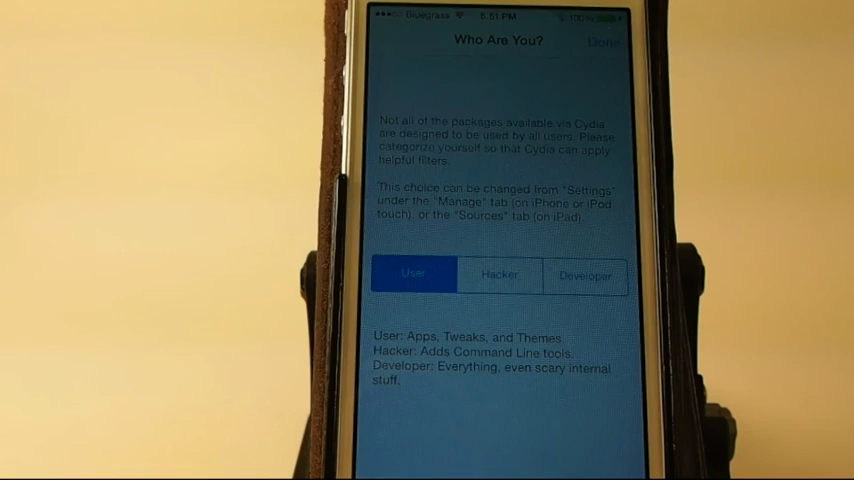 Bluegrass 5:51 PM 100%
Who Are You? Done
Not all of the packages available via Cydia
are designed to be used by all users. Please
categorize yourself so that Cydia can apply
helpful filters.
This choice can be changed from "Settings"
under the "Manage" tab (on iPhone or iPod
touch), or the "Sources" tab (on iPad).
User Hacker Developer
User: Apps, Tweaks, and Themes
Hacker: Adds Command Line tools.
Developer: Everything, even scary internal
stuff.